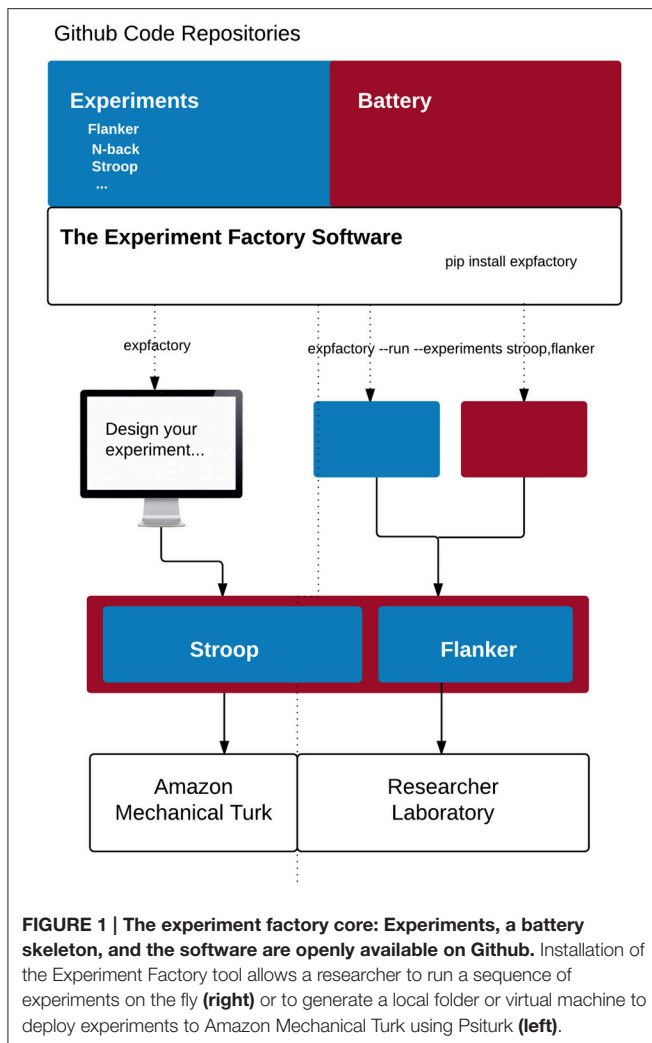 Github Code Repositories
Experiments
Flanker
N-back
Stroop
...
Battery
The Experiment Factory Software
pip install expfactory
expfactory
expfactory --run --experiments stroop,flanker
Design your
experiment...
Stroop
Flanker
Amazon
Mechanical Turk
Researcher
Laboratory
FIGURE 1 | The experiment factory core: Experiments, a battery
skeleton, and the software are openly available on Github. Installation of
the Experiment Factory tool allows a researcher to run a sequence of
experiments on the fly (right) or to generate a local folder or virtual machine to
deploy experiments to Amazon Mechanical Turk using Psiturk (left).